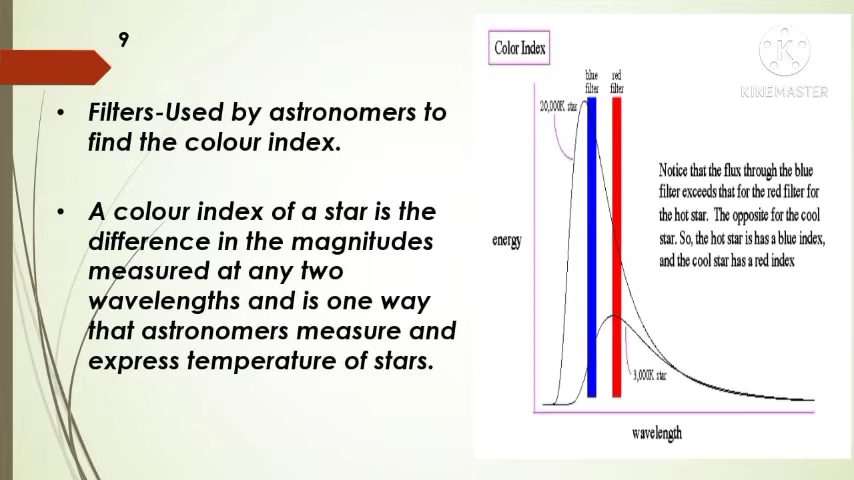 9
• Filters-Used by astronomers to
find the colour index.
• A colour index of a star is the
difference in the magnitudes
measured at any two
wavelengths and is one way
that astronomers measure and
express temperature of stars.
Color Index
blue
filter
red
filter
20,000K star
energy
3,000K star
wavelength
Notice that the flux through the blue
filter exceeds that for the red filter for
the hot star. The opposite for the cool
star. So, the hot star is has a blue index,
and the cool star has a red index
K
KINEMASTER